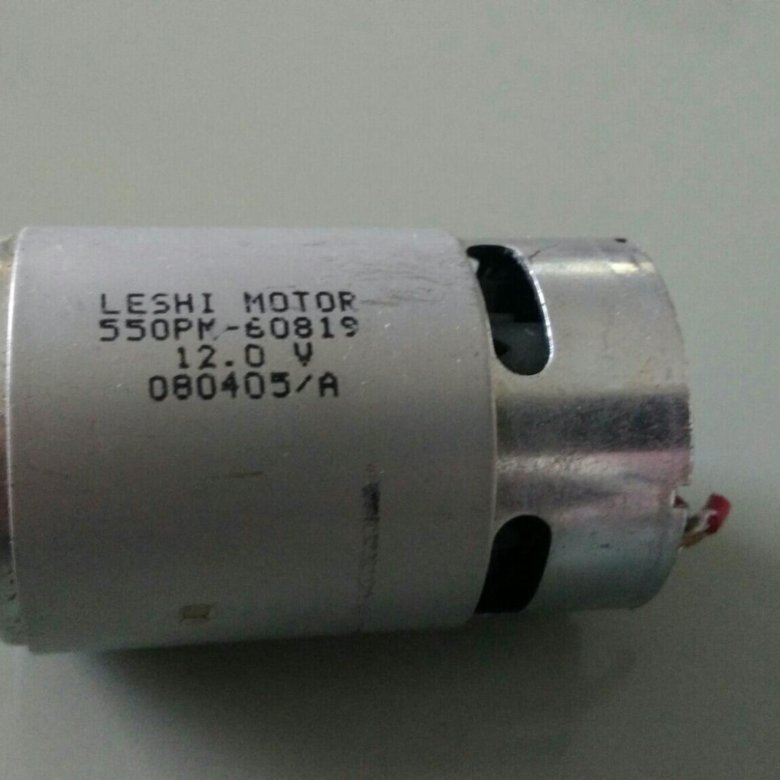 LESHI MOTOR
550PM-60819
12.0 V
080405/A